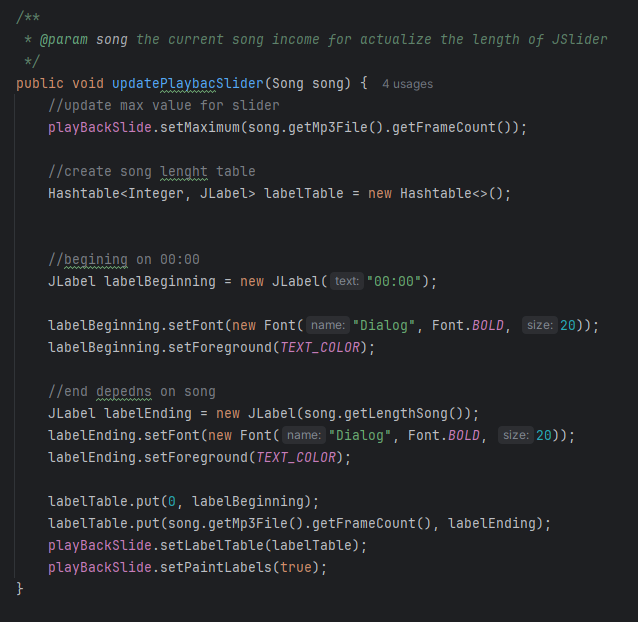 /**
 * @param song the current song income for actualize the length of JSlider
 */
public void updatePlaybacSlider(Song song) { 4 usages
    //update max value for slider
    playBackSlide.setMaximum(song.getMp3File().getFrameCount());
    //create song lenght table
    Hashtable<Integer, JLabel> labelTable = new Hashtable<>();
    //begining on 00:00
    JLabel labelBeginning = new JLabel( text: "00:00");
    labelBeginning.setFont(new Font( name: "Dialog", Font.BOLD, size: 20));
    labelBeginning.setForeground(TEXT_COLOR);
    //end depedns on song
    JLabel labelEnding = new JLabel(song.getLengthSong());
    labelEnding.setFont(new Font( name: "Dialog", Font.BOLD, size: 20));
    labelEnding.setForeground(TEXT_COLOR);
    labelTable.put(0, labelBeginning);
    labelTable.put(song.getMp3File().getFrameCount(), labelEnding);
    playBackSlide.setLabelTable(labelTable);
    playBackSlide.setPaintLabels(true);
}